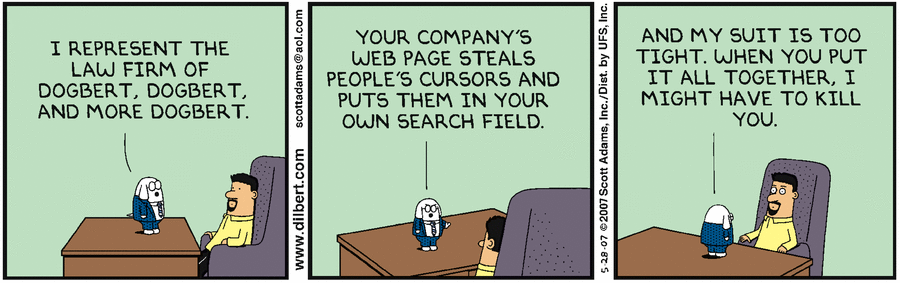 I REPRESENT THE
LAW FIRM OF
DOGBERT, DOGBERT,
AND MORE DOGBERT.
www.dilbert.com
scottadams@aol.com
YOUR COMPANY'S
WEB PAGE STEALS
PEOPLE'S CURSORS AND
PUTS THEM IN YOUR
OWN SEARCH FIELD.
5-28-07 © 2007 Scott Adams, Inc./Dist. by UFS, Inc.
AND MY SUIT IS TOO
TIGHT. WHEN YOU PUT
IT ALL TOGETHER, I
MIGHT HAVE TO KILL
YOU.